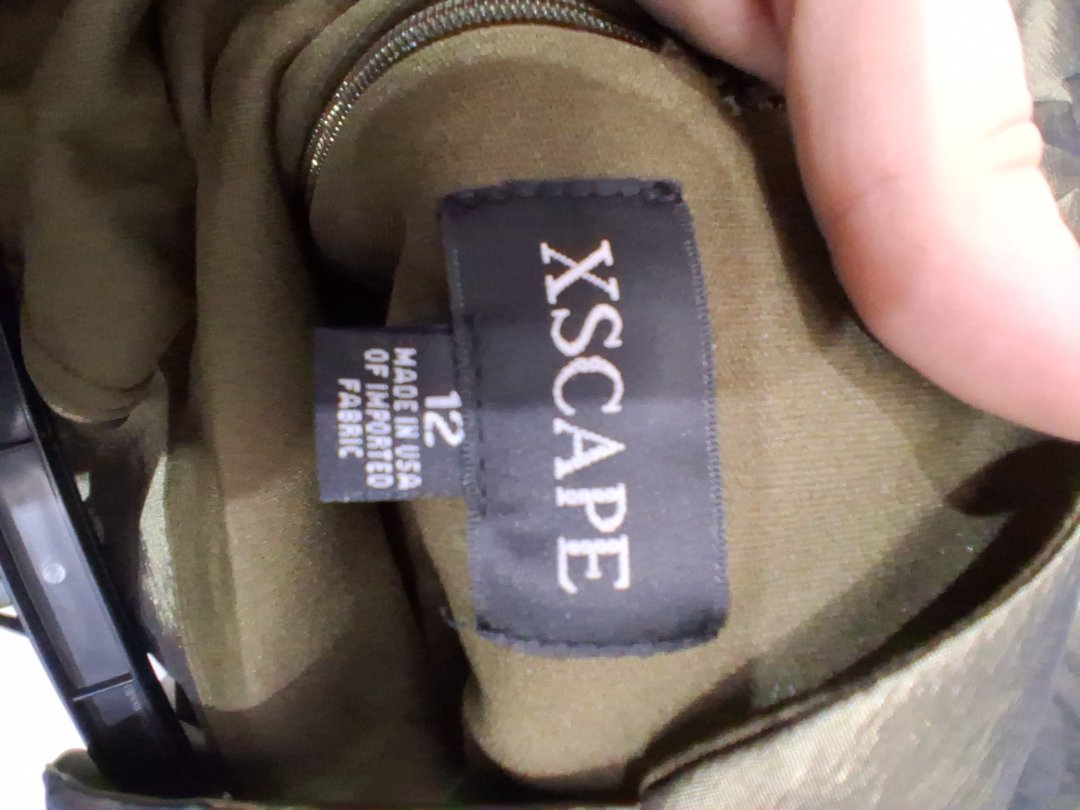 XSCAPE
12
MADE IN USA
OF IMPORTED
FABRIC